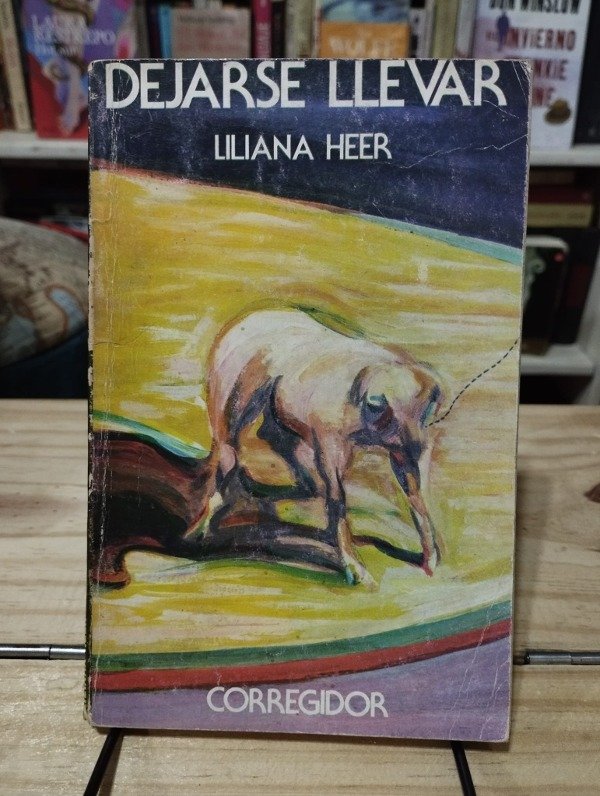 DEJARSE LLEVAR
LILIANA HEER
CORREGIDOR
DON WINSLOW
INVIERNO